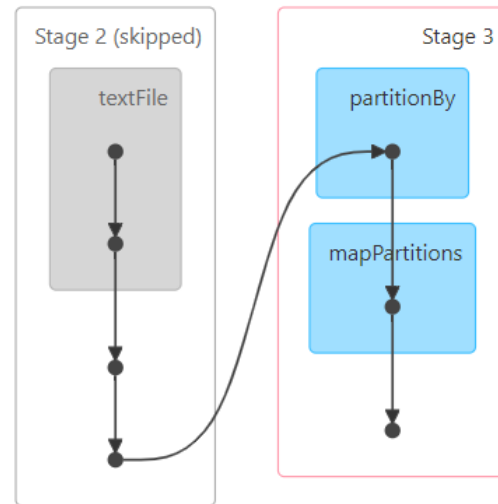 Stage 2 (skipped)
textFile
Stage 3
partitionBy
mapPartitions